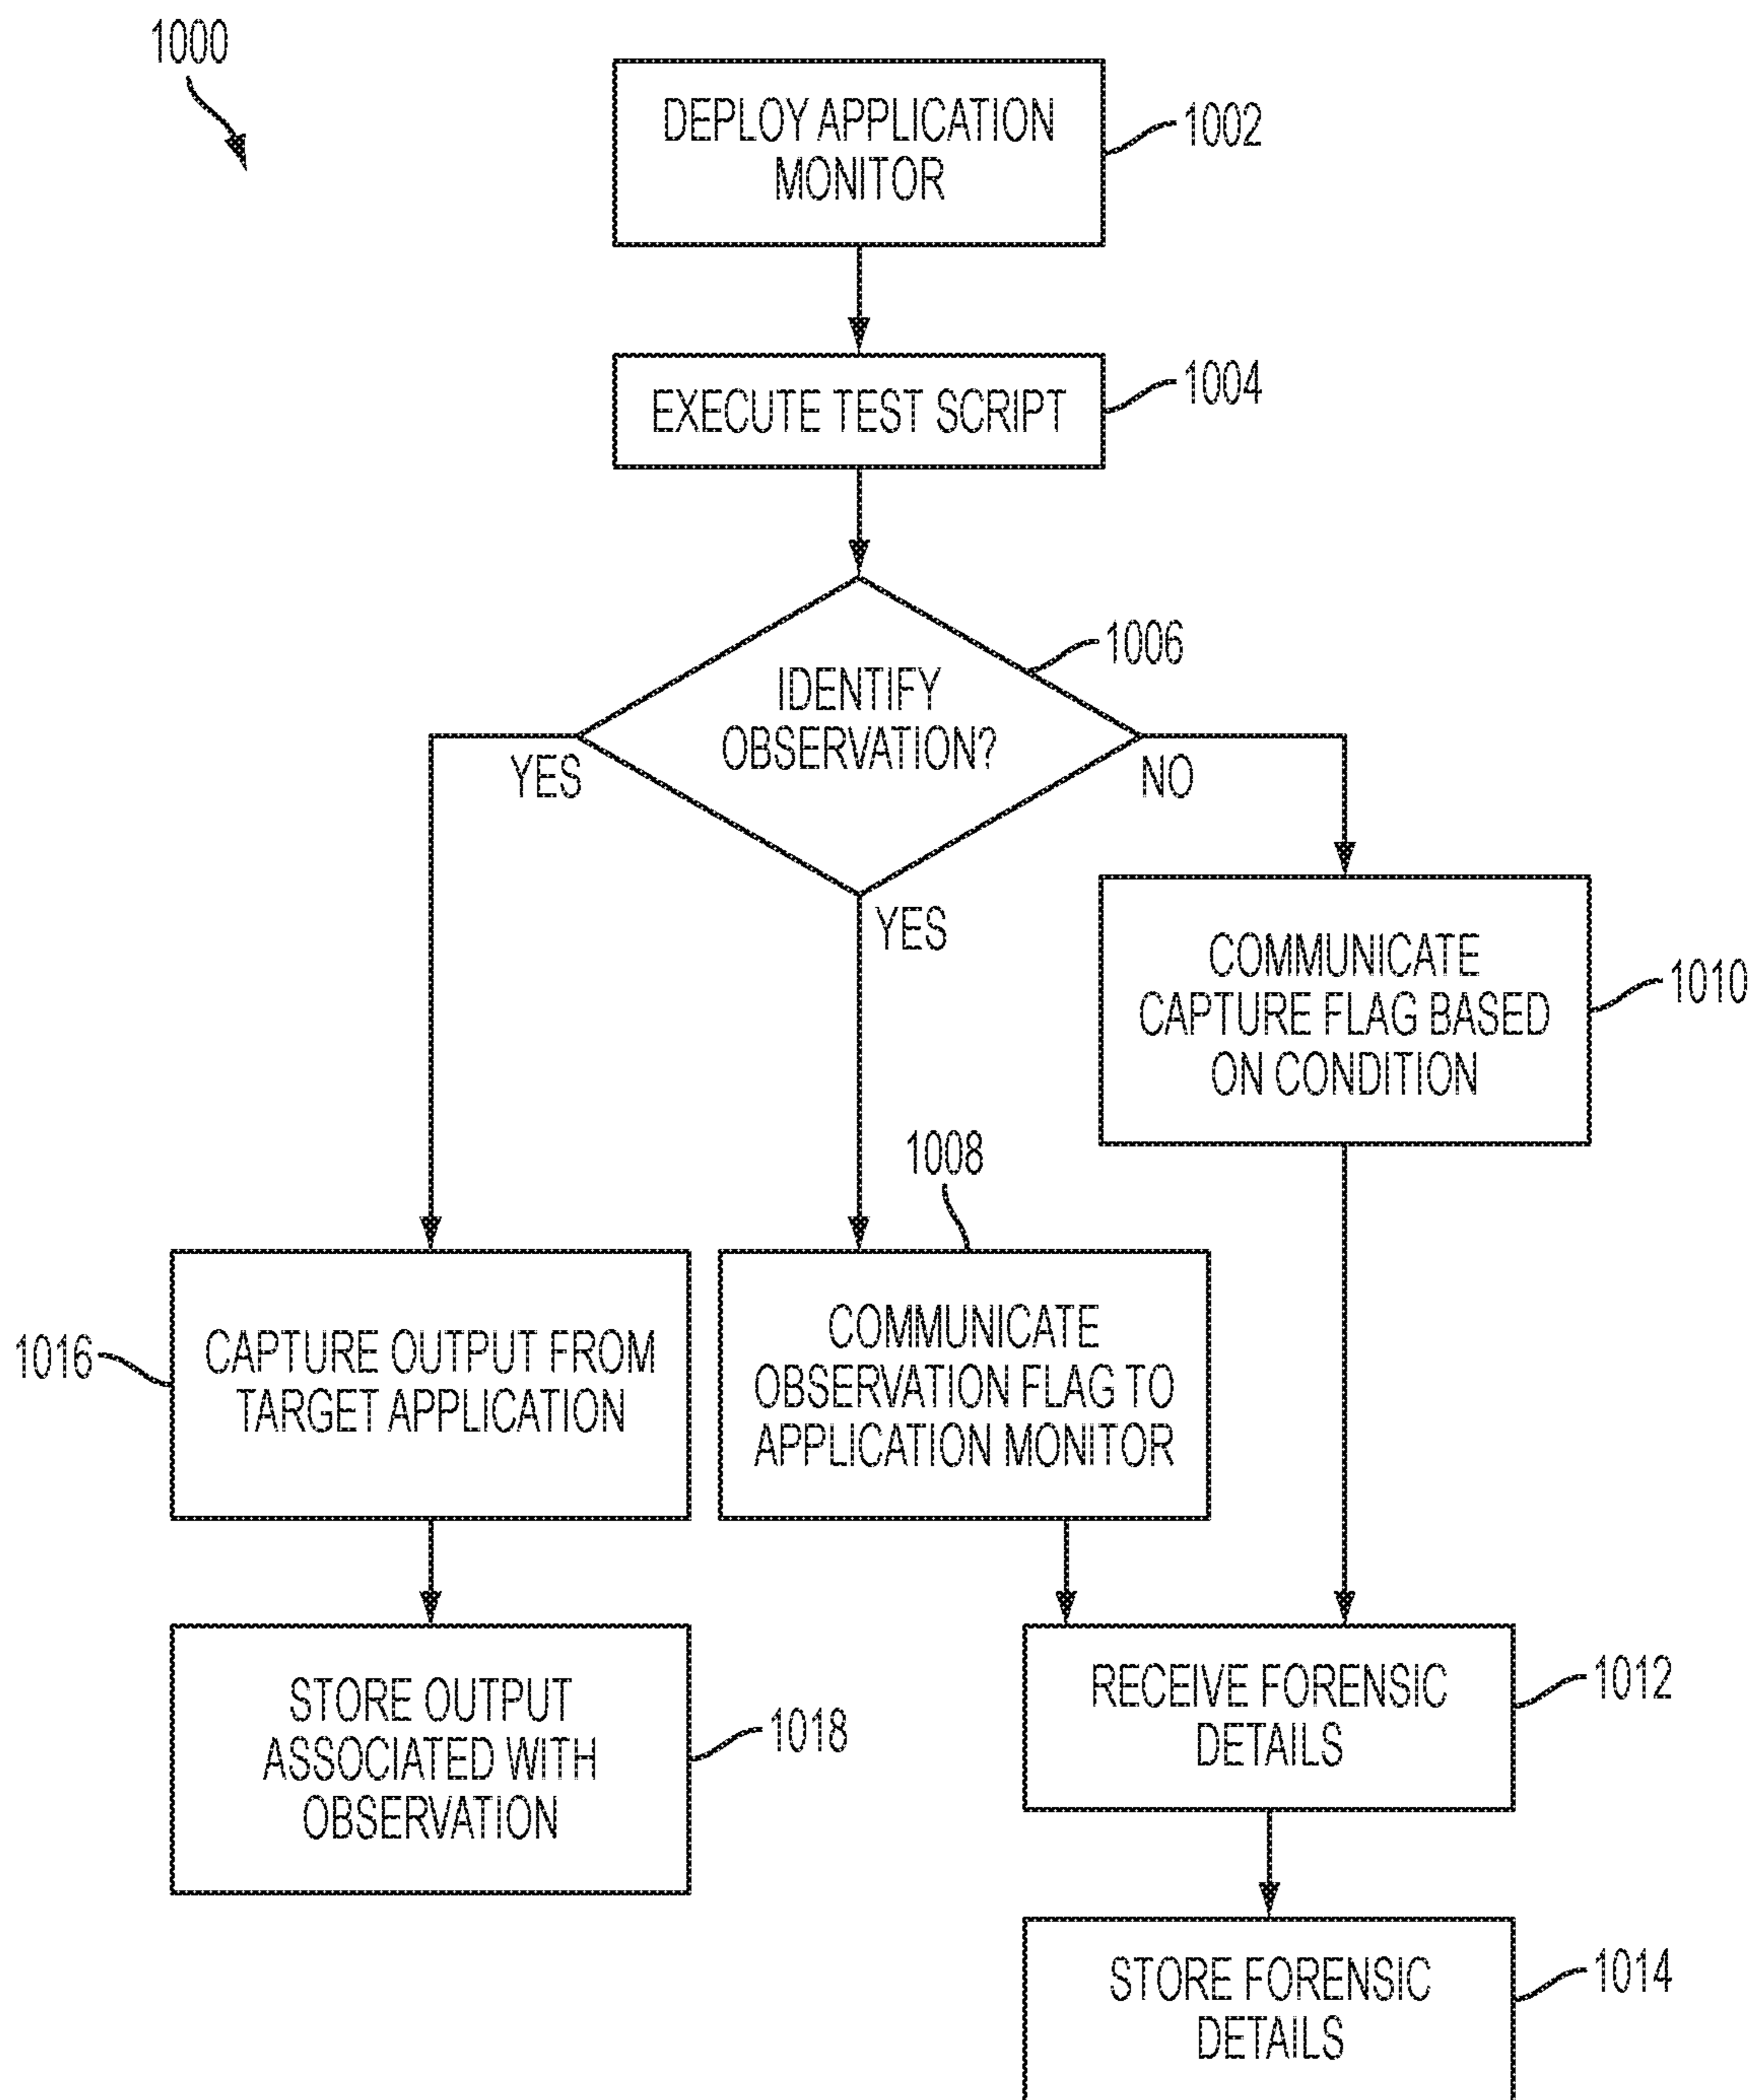 1000
DEPLOY APPLICATION
MONITOR
1002
EXECUTE TEST SCRIPT
1004
IDENTIFY
OBSERVATION?
1006
YES
NO
YES
COMMUNICATE
CAPTURE FLAG BASED
ON CONDITION
1010
1008
COMMUNICATE
OBSERVATION FLAG TO
APPLICATION MONITOR
1016
CAPTURE OUTPUT FROM
TARGET APPLICATION
STORE OUTPUT
ASSOCIATED WITH
OBSERVATION
1018
RECEIVE FORENSIC
DETAILS
1012
STORE FORENSIC
DETAILS
1014